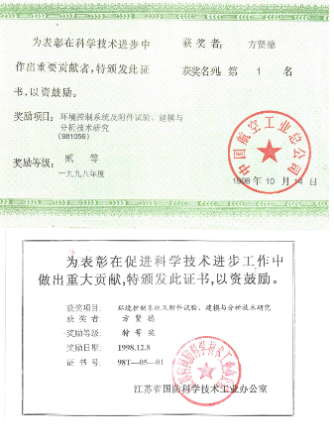 为表彰在科学技术进步中
作出重要贡献者,特颁发此证
书,以资鼓励。
奖励项目: 环境控制系统及附件试验、建模与
分析技术研究
(981056)
奖励等级: 贰等
一九九八年度
获奖者: 方贤德
获奖名列: 第 1 名
中国航空工业总公司
1998年10月14日
为表彰在促进科学技术进步工作中
做出重大贡献,特颁发此证书,以资鼓励。
获奖项目: 环境控制系统及附件试验、建模与分析技术研究
获奖者: 方贤德
奖励等级: 特等奖
奖励日期: 1998.12.8
证书号: 98T-05-01
江苏省国防科学技术工业办公室